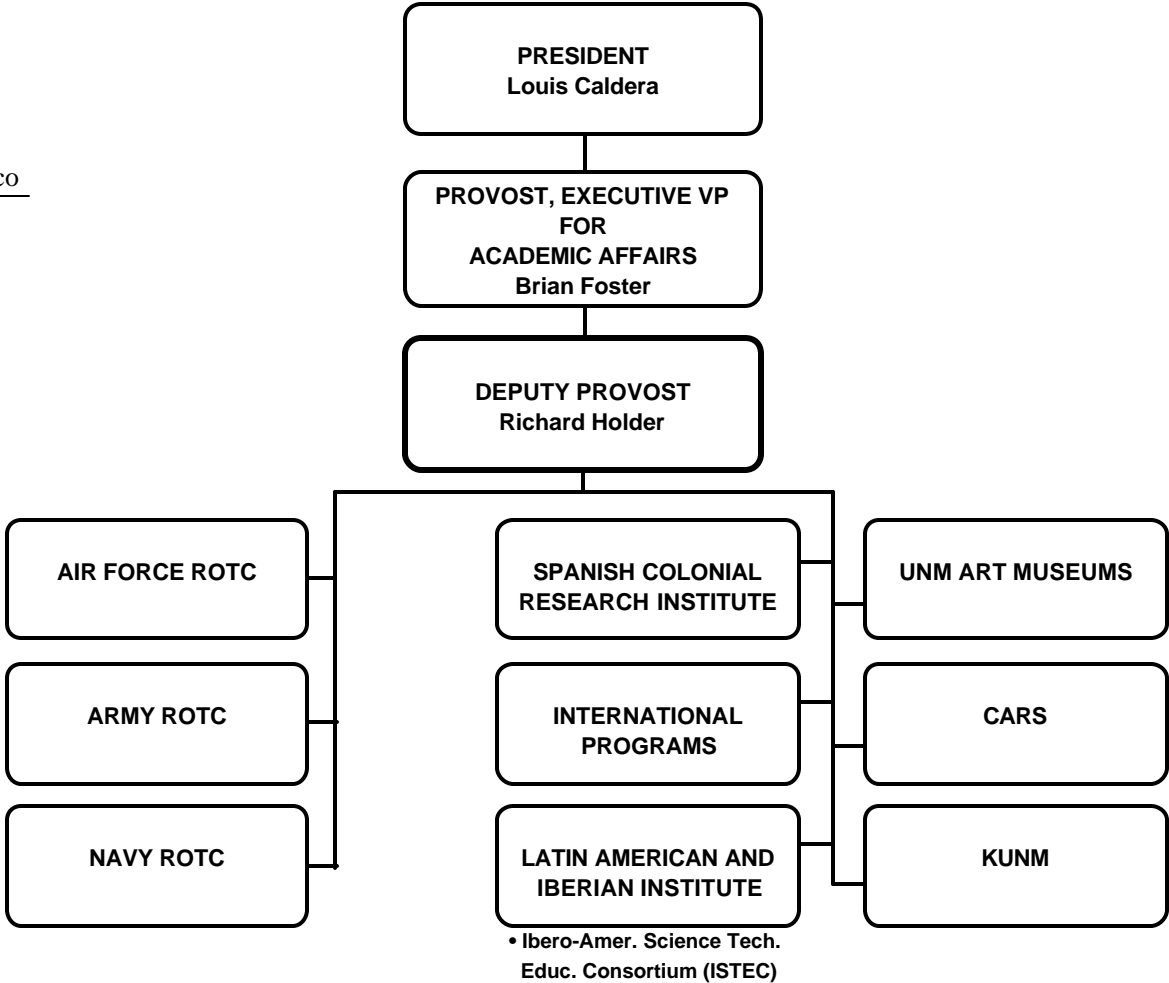 PRESIDENT
Louis Caldera
co
PROVOST, EXECUTIVE VP
FOR
ACADEMIC AFFAIRS
Brian Foster
DEPUTY PROVOST
Richard Holder
AIR FORCE ROTC
ARMY ROTC
NAVY ROTC
SPANISH COLONIAL
RESEARCH INSTITUTE
INTERNATIONAL
PROGRAMS
LATIN AMERICAN AND
IBERIAN INSTITUTE
• Ibero-Amer. Science Tech.
Educ. Consortium (ISTEC)
UNM ART MUSEUMS
CARS
KUNM